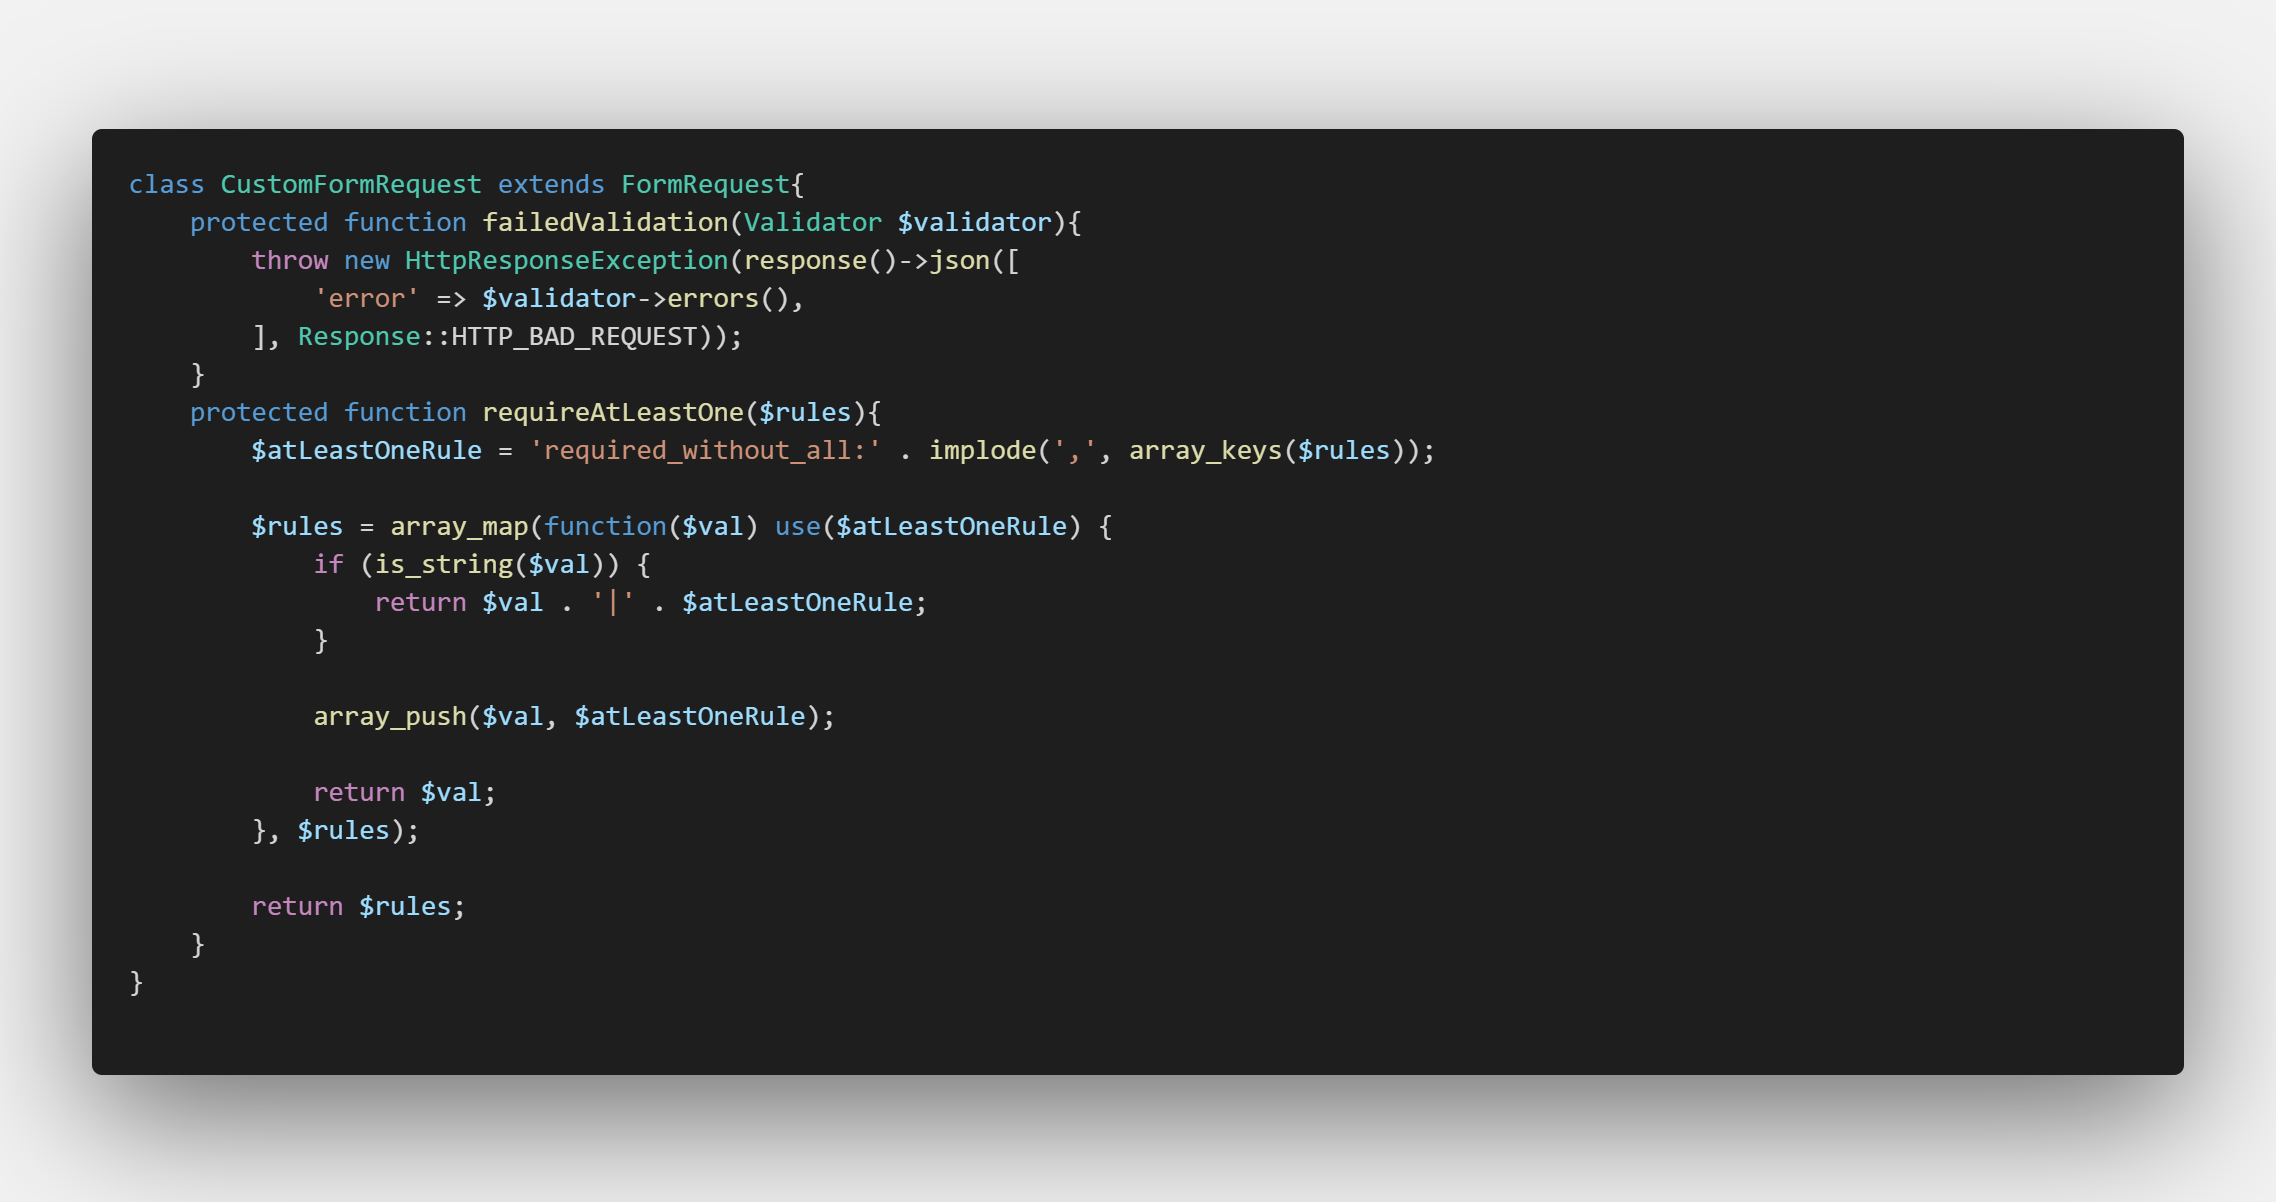 class CustomFormRequest extends FormRequest{
    protected function failedValidation(Validator $validator){
        throw new HttpResponseException(response()->json([
            'error' => $validator->errors(),
        ], Response::HTTP_BAD_REQUEST));
    }
    protected function requireAtLeastOne($rules){
        $atLeastOneRule = 'required_without_all:' . implode(',', array_keys($rules));

        $rules = array_map(function($val) use($atLeastOneRule) {
            if (is_string($val)) {
                return $val . '|' . $atLeastOneRule;
            }

            array_push($val, $atLeastOneRule);

            return $val;
        }, $rules);

        return $rules;
    }
}